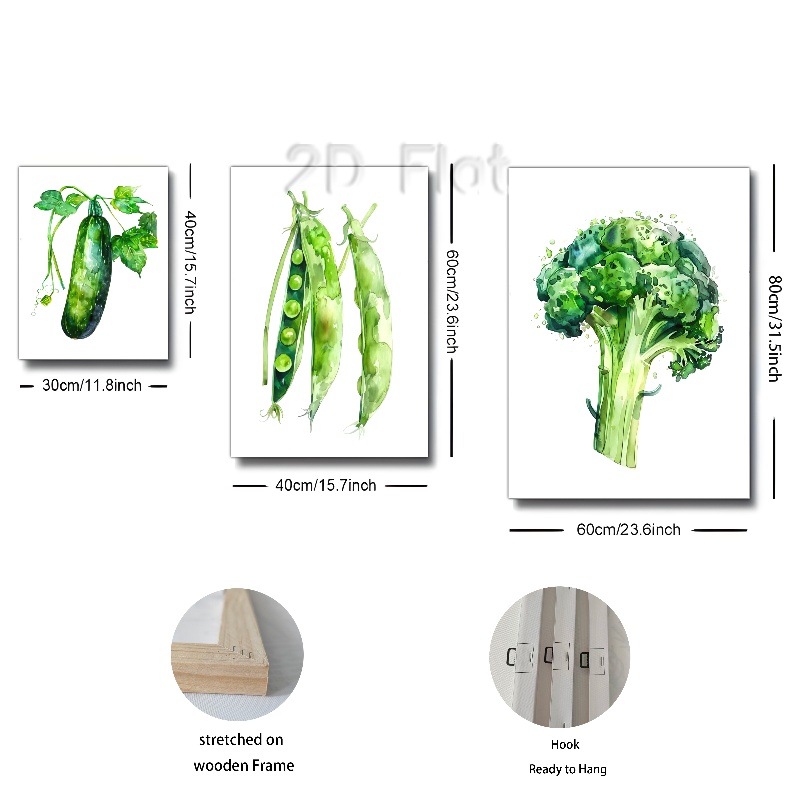 2D Flat
40cm/15.7inch
30cm/11.8inch
60cm/23.6inch
40cm/15.7inch
80cm/31.5inch
60cm/23.6inch
stretched on
wooden Frame
Hook
Ready to Hang